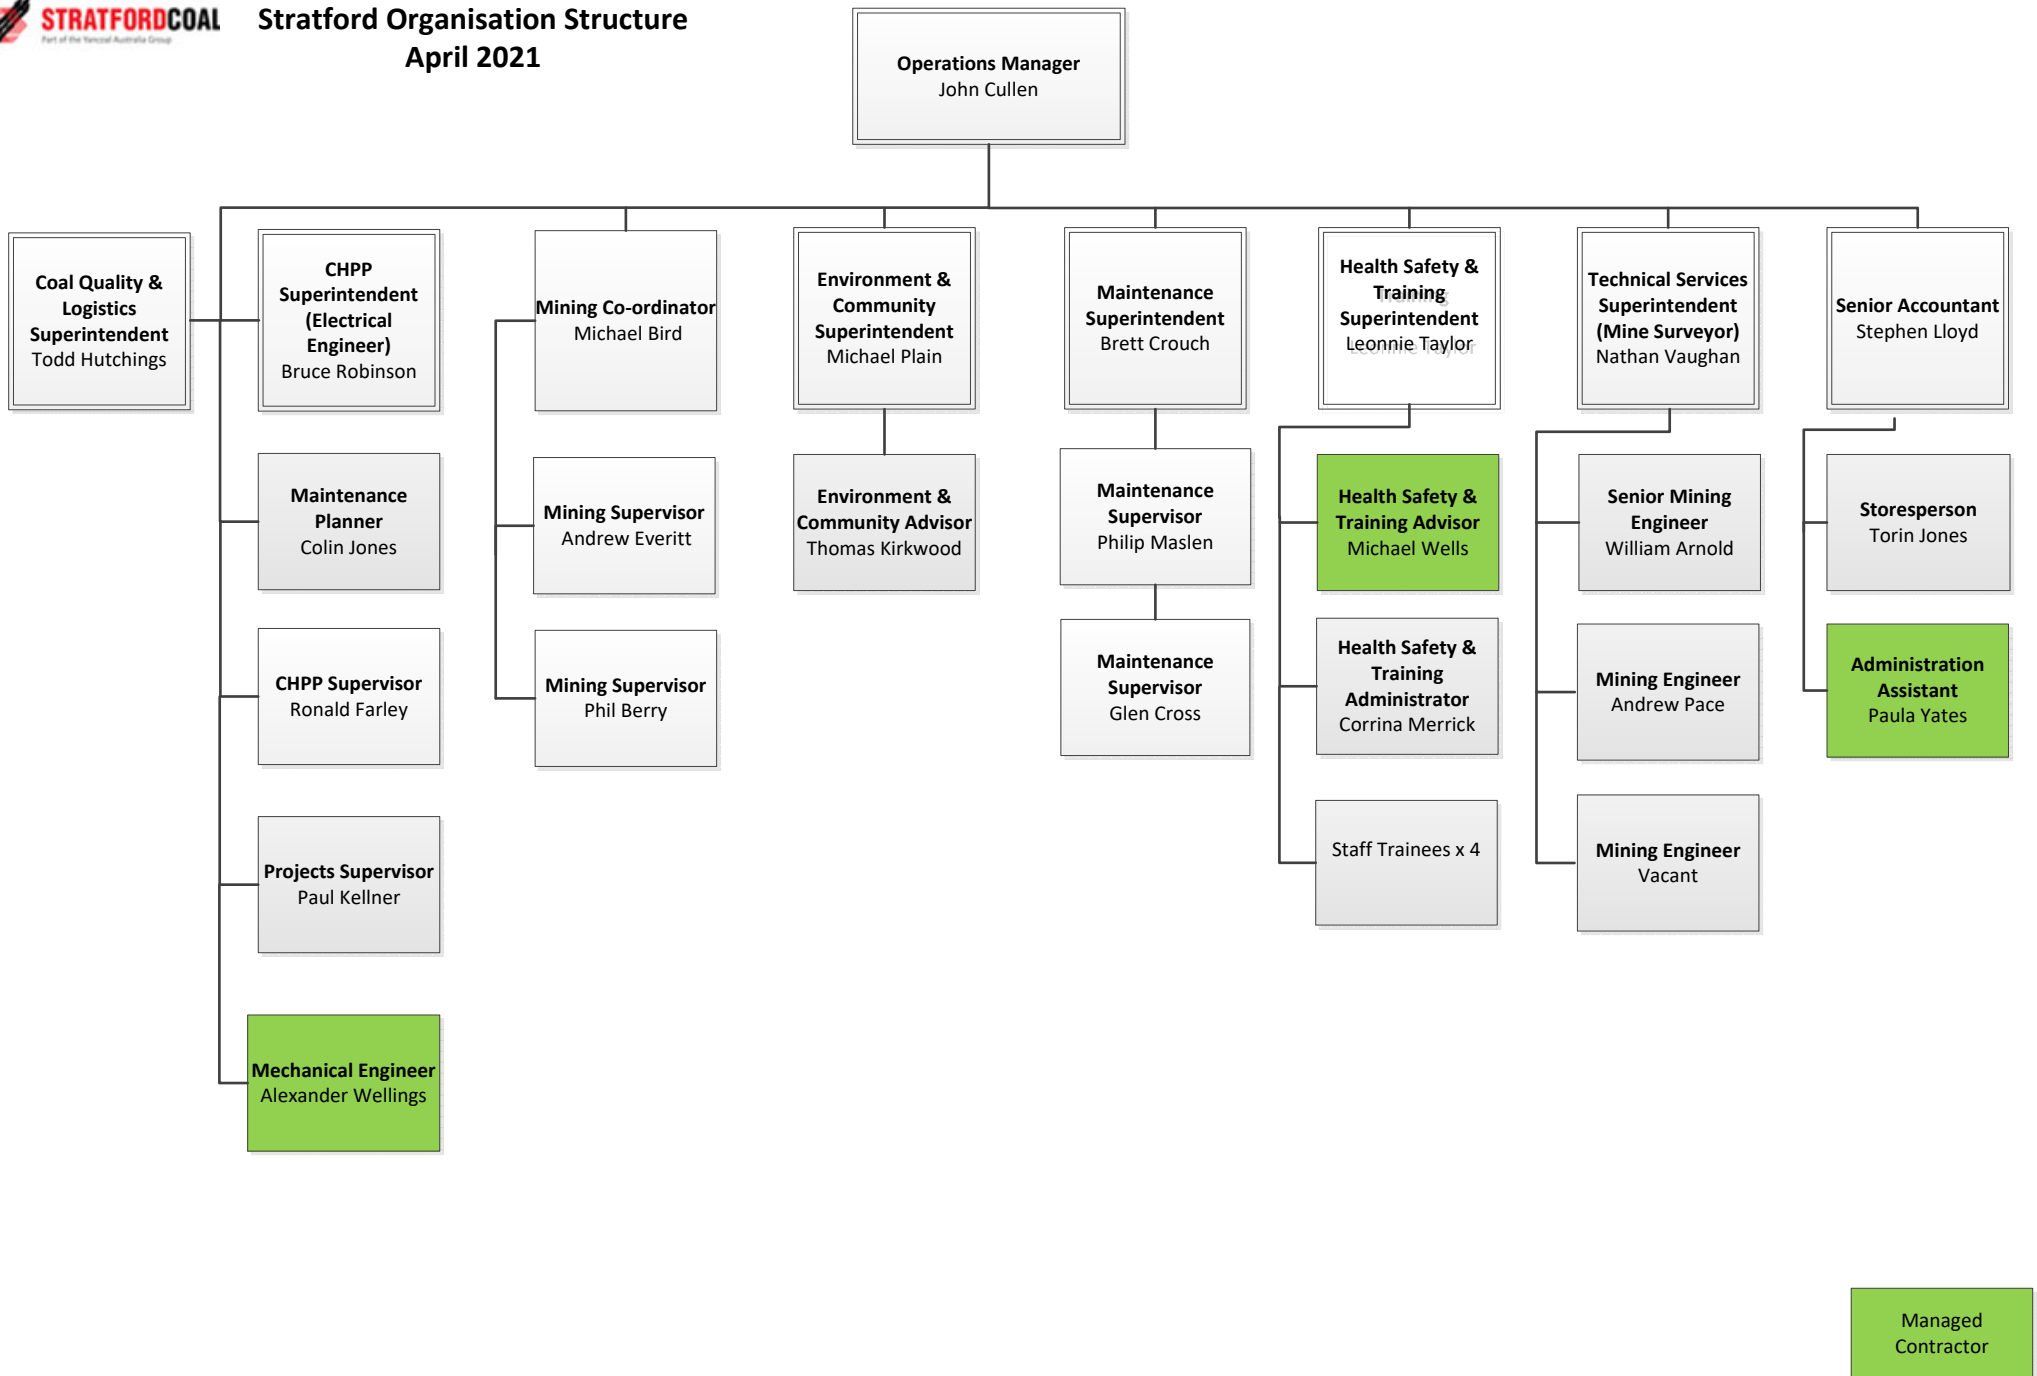 STRATFORDCOAL
Part of the Yancoal Australia Group
Stratford Organisation Structure
April 2021
Operations Manager
John Cullen
Coal Quality &
Logistics
Superintendent
Todd Hutchings
CHPP
Superintendent
(Electrical
Engineer)
Bruce Robinson
Mining Co-ordinator
Michael Bird
Environment &
Community
Superintendent
Michael Plain
Maintenance
Superintendent
Brett Crouch
Health Safety &
Training
Superintendent
Leonnie Taylor
Technical Services
Superintendent
(Mine Surveyor)
Nathan Vaughan
Senior Accountant
Stephen Lloyd
Maintenance
Planner
Colin Jones
Mining Supervisor
Andrew Everitt
Environment &
Community Advisor
Thomas Kirkwood
Maintenance
Supervisor
Philip Maslen
Health Safety &
Training Advisor
Michael Wells
Senior Mining
Engineer
William Arnold
Storesperson
Torin Jones
CHPP Supervisor
Ronald Farley
Mining Supervisor
Phil Berry
Maintenance
Supervisor
Glen Cross
Health Safety &
Training
Administrator
Corrina Merrick
Mining Engineer
Andrew Pace
Administration
Assistant
Paula Yates
Projects Supervisor
Paul Kellner
Staff Trainees x 4
Mining Engineer
Vacant
Mechanical Engineer
Alexander Wellings
Managed
Contractor